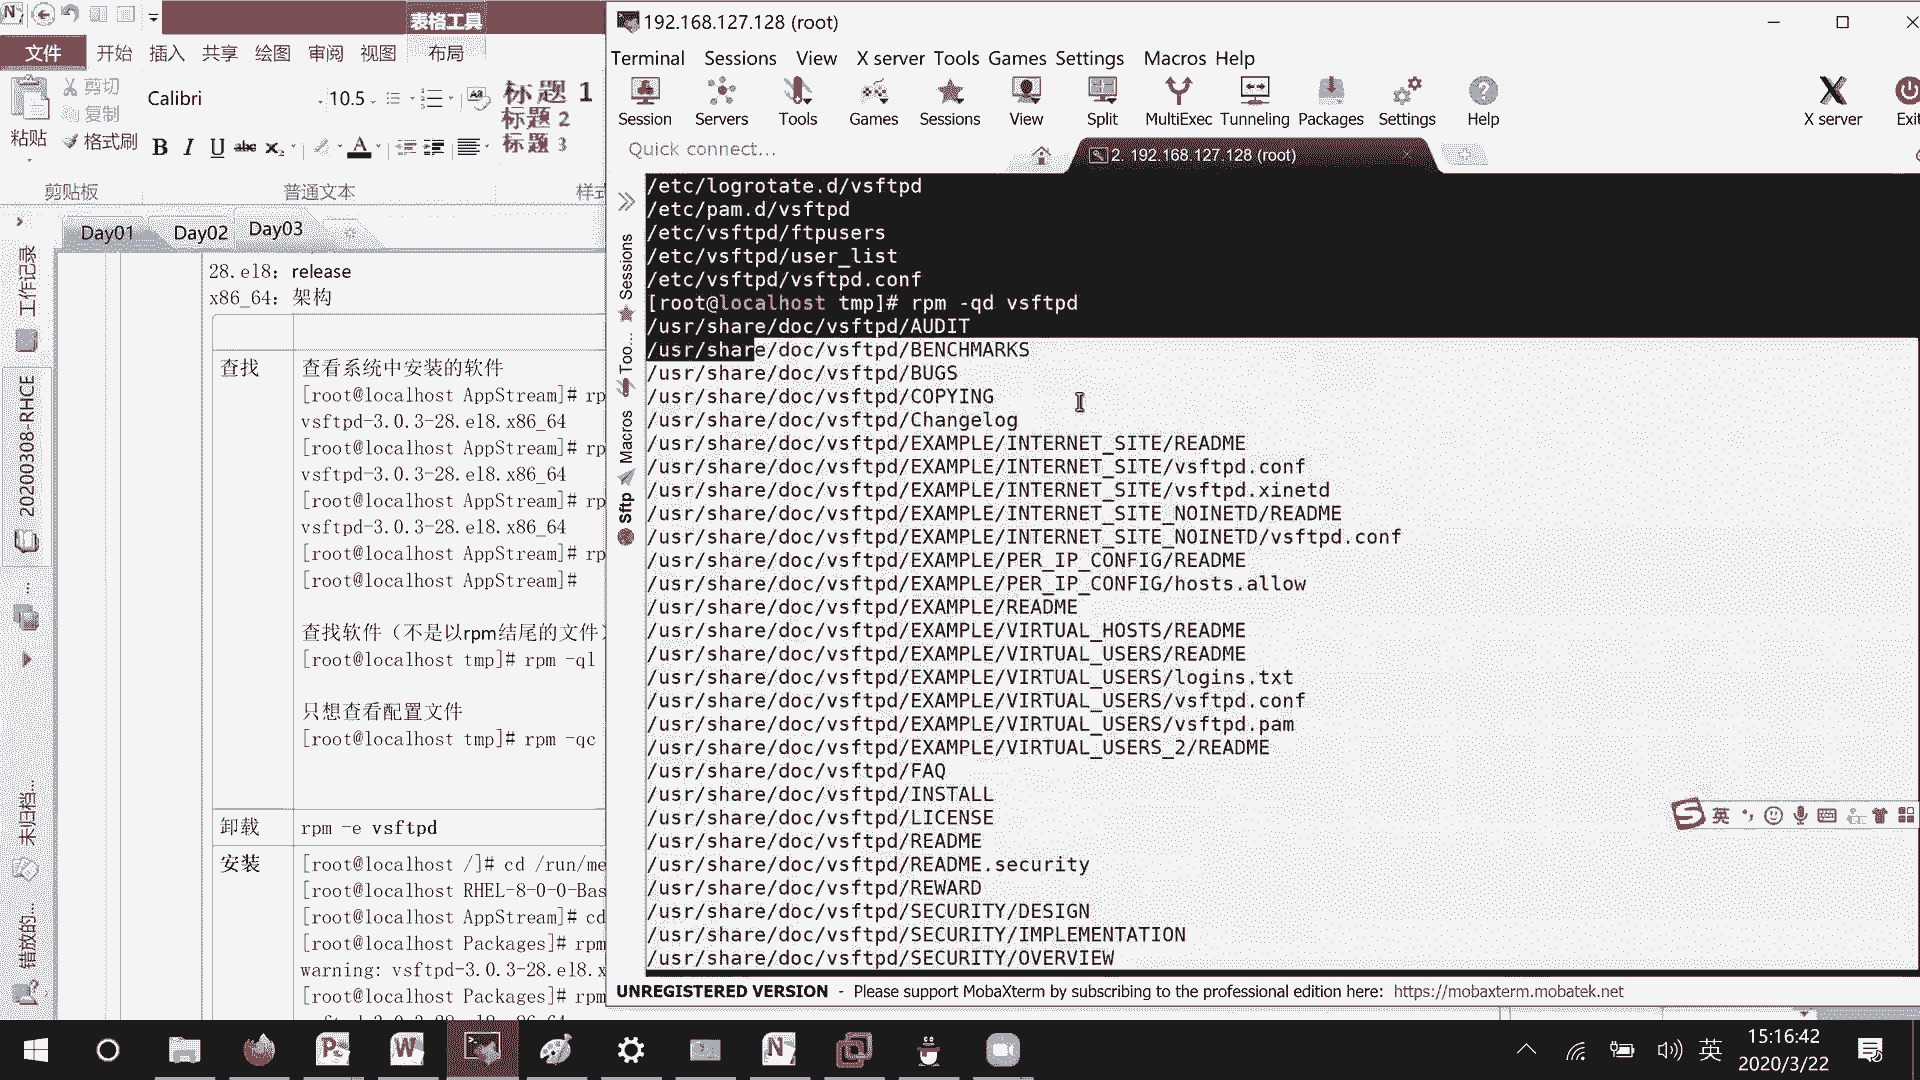 表格工具
文件 开始 插入 共享 绘图 审阅 视图 布局
剪切
复制
粘贴
格式刷
Calibri 10.5
标题 1
标题 2
标题 3
B I U abc x₂ A
剪贴板 普通文本 样式
Day01 Day02 Day03
工作记录
20200308-RHCE
...
未归档...
错放的...
28.el8：release
x86_64：架构
查找 查看系统中安装的软件
[root@localhost AppStream]# rp
vsftpd-3.0.3-28.el8.x86_64
[root@localhost AppStream]# rp
vsftpd-3.0.3-28.el8.x86_64
[root@localhost AppStream]# rp
vsftpd-3.0.3-28.el8.x86_64
[root@localhost AppStream]# rp
[root@localhost AppStream]#
查找软件（不是以rpm结尾的文件）
[root@localhost tmp]# rpm -ql
只想查看配置文件
[root@localhost tmp]# rpm -qc
卸载 rpm -e vsftpd
安装 [root@localhost /]# cd /run/me
[root@localhost RHEL-8-0-0-Bas
[root@localhost AppStream]# cd
[root@localhost Packages]# rpm
warning: vsftpd-3.0.3-28.el8.x
[root@localhost Packages]# rpm
192.168.127.128 (root)
Terminal Sessions View X server Tools Games Settings Macros Help
Session Servers Tools Games Sessions View Split MultiExec Tunneling Packages Settings Help X server Exit
Quick connect...
2. 192.168.127.128 (root)
Sessions
Too...
Macros
Sftp
/etc/logrotate.d/vsftpd
/etc/pam.d/vsftpd
/etc/vsftpd/ftpusers
/etc/vsftpd/user_list
/etc/vsftpd/vsftpd.conf
[root@localhost tmp]# rpm -qd vsftpd
/usr/share/doc/vsftpd/AUDIT
/usr/share/doc/vsftpd/BENCHMARKS
/usr/share/doc/vsftpd/BUGS
/usr/share/doc/vsftpd/COPYING
/usr/share/doc/vsftpd/Changelog
/usr/share/doc/vsftpd/EXAMPLE/INTERNET_SITE/README
/usr/share/doc/vsftpd/EXAMPLE/INTERNET_SITE/vsftpd.conf
/usr/share/doc/vsftpd/EXAMPLE/INTERNET_SITE/vsftpd.xinetd
/usr/share/doc/vsftpd/EXAMPLE/INTERNET_SITE_NOINETD/README
/usr/share/doc/vsftpd/EXAMPLE/INTERNET_SITE_NOINETD/vsftpd.conf
/usr/share/doc/vsftpd/EXAMPLE/PER_IP_CONFIG/README
/usr/share/doc/vsftpd/EXAMPLE/PER_IP_CONFIG/hosts.allow
/usr/share/doc/vsftpd/EXAMPLE/README
/usr/share/doc/vsftpd/EXAMPLE/VIRTUAL_HOSTS/README
/usr/share/doc/vsftpd/EXAMPLE/VIRTUAL_USERS/README
/usr/share/doc/vsftpd/EXAMPLE/VIRTUAL_USERS/logins.txt
/usr/share/doc/vsftpd/EXAMPLE/VIRTUAL_USERS/vsftpd.conf
/usr/share/doc/vsftpd/EXAMPLE/VIRTUAL_USERS/vsftpd.pam
/usr/share/doc/vsftpd/EXAMPLE/VIRTUAL_USERS_2/README
/usr/share/doc/vsftpd/FAQ
/usr/share/doc/vsftpd/INSTALL
/usr/share/doc/vsftpd/LICENSE
/usr/share/doc/vsftpd/README
/usr/share/doc/vsftpd/README.security
/usr/share/doc/vsftpd/REWARD
/usr/share/doc/vsftpd/SECURITY/DESIGN
/usr/share/doc/vsftpd/SECURITY/IMPLEMENTATION
/usr/share/doc/vsftpd/SECURITY/OVERVIEW
英
UNREGISTERED VERSION - Please support MobaXterm by subscribing to the professional edition here: https://mobaxterm.mobatek.net
英
15:16:42
2020/3/22